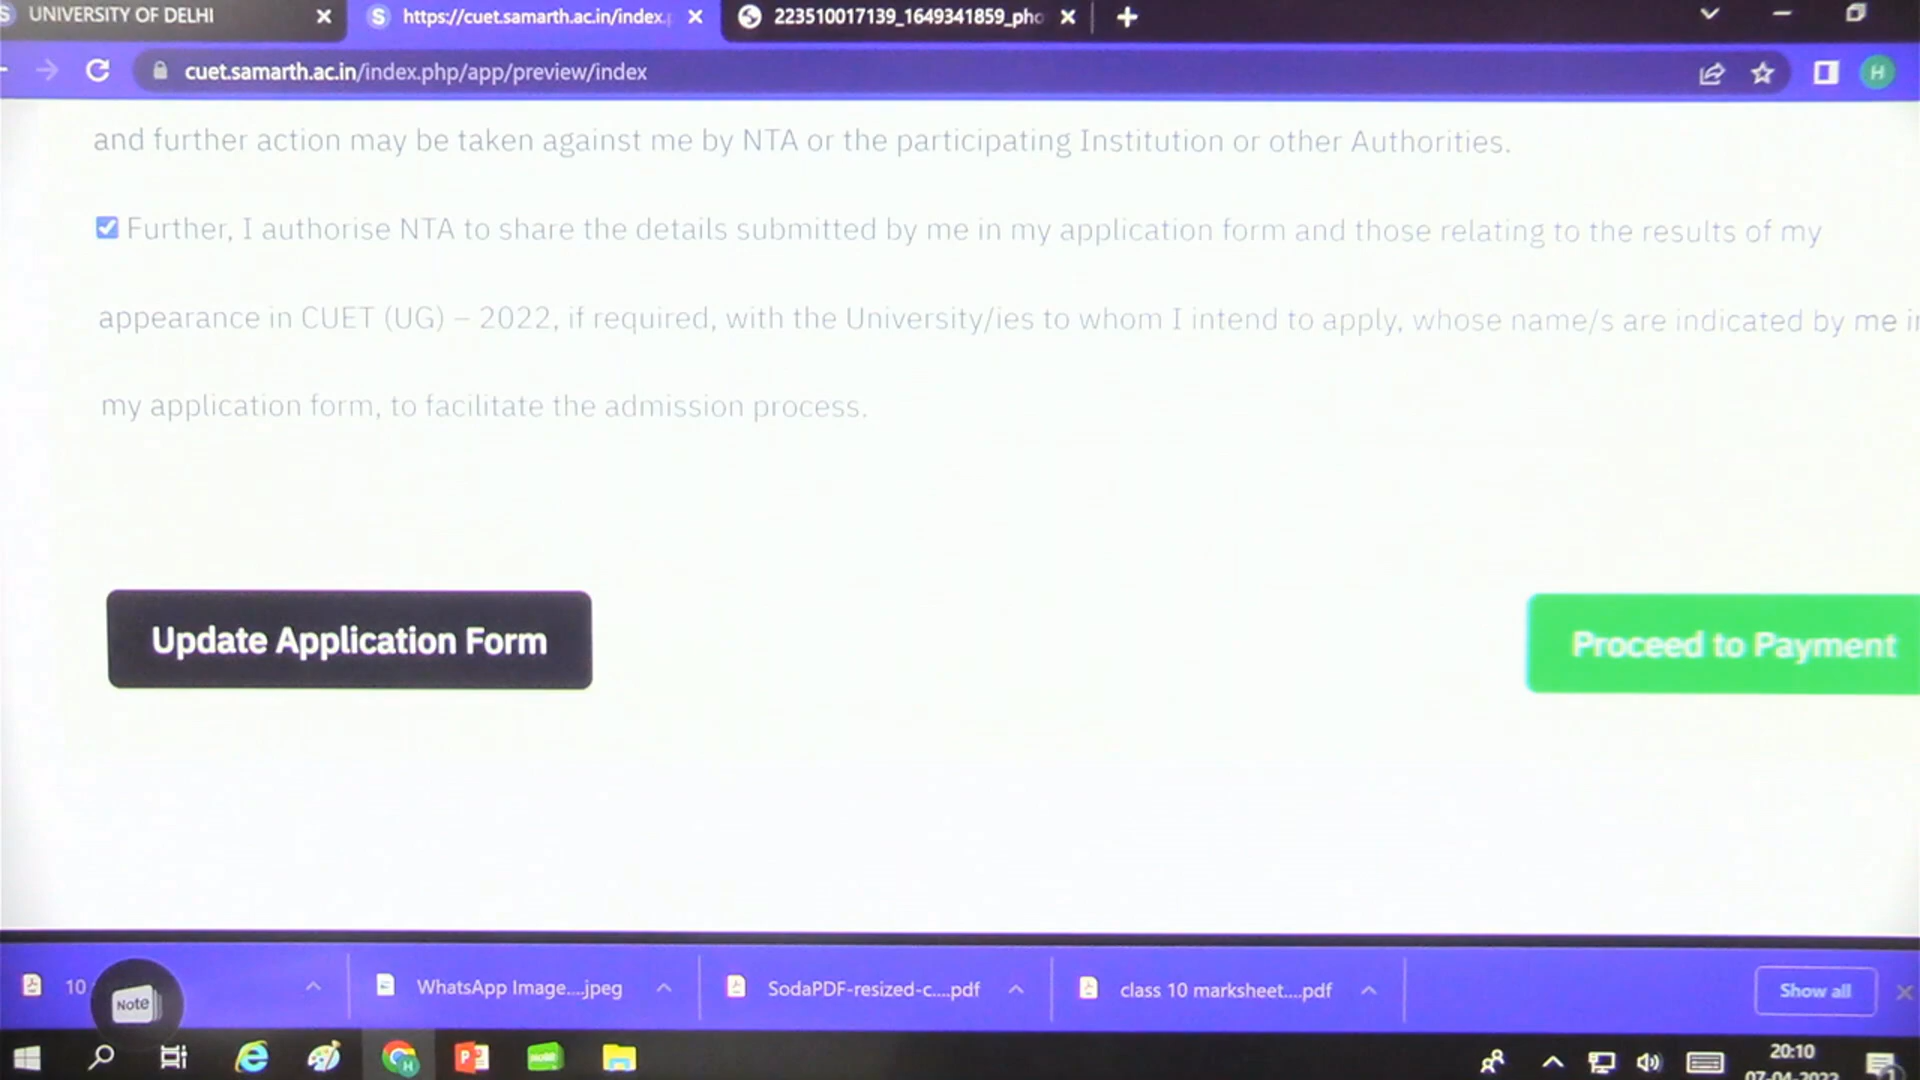 UNIVERSITY OF DELHI
https://cuet.samarth.ac.in/index.
223510017139_1649341859_pho
cuet.samarth.ac.in/index.php/app/preview/index
H
and further action may be taken against me by NTA or the participating Institution or other Authorities.
Further, I authorise NTA to share the details submitted by me in my application form and those relating to the results of my
appearance in CUET (UG) – 2022, if required, with the University/ies to whom I intend to apply, whose name/s are indicated by me in
my application form, to facilitate the admission process.
Update Application Form
Proceed to Payment
10
Note
WhatsApp Image....jpeg
SodaPDF-resized-c....pdf
class 10 marksheet....pdf
Show all
20:10
07-04-2022